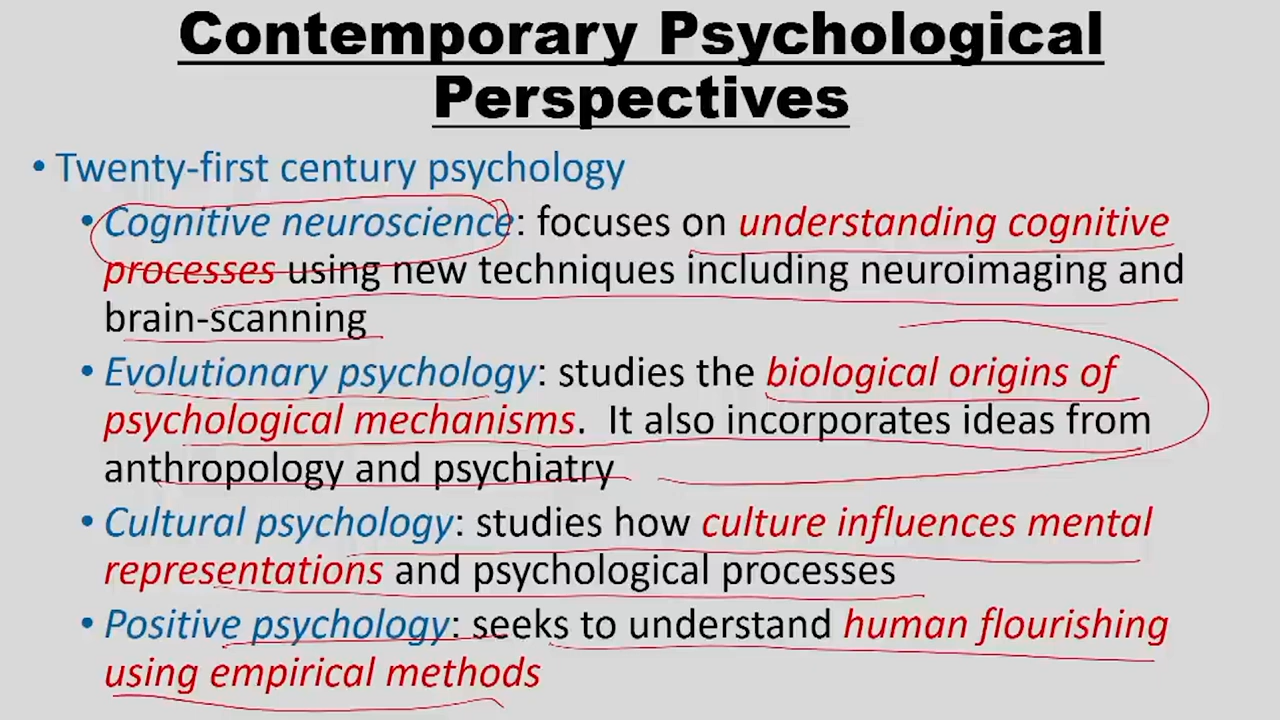 Contemporary Psychological
Perspectives
• Twenty-first century psychology
• Cognitive neuroscience: focuses on understanding cognitive
processes using new techniques including neuroimaging and
brain-scanning
• Evolutionary psychology: studies the biological origins of
psychological mechanisms. It also incorporates ideas from
anthropology and psychiatry
• Cultural psychology: studies how culture influences mental
representations and psychological processes
• Positive psychology: seeks to understand human flourishing
using empirical methods